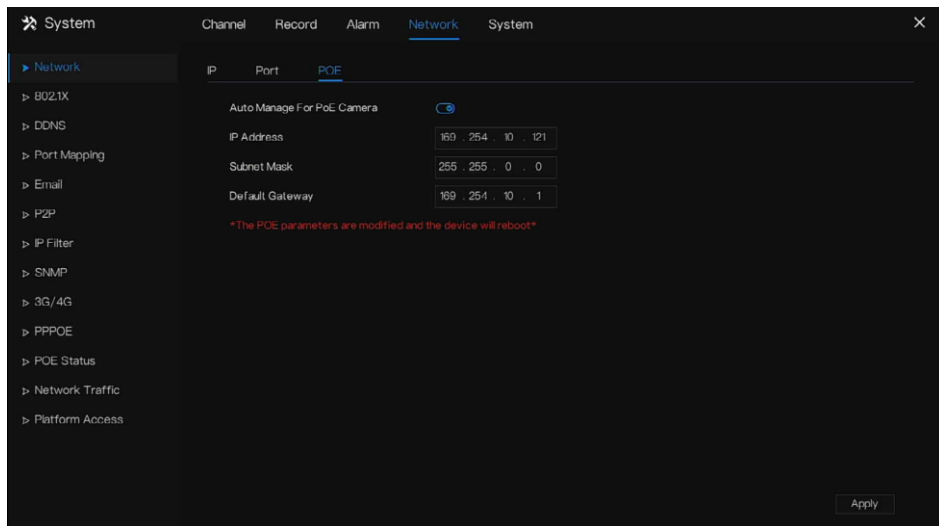 System
Channel Record Alarm Network System
Network
802.1X
DDNS
Port Mapping
Email
P2P
IP Filter
SNMP
3G/4G
PPPOE
POE Status
Network Traffic
Platform Access
IP Port POE
Auto Manage For PoE Camera
IP Address 169 . 254 . 10 . 121
Subnet Mask 255 . 255 . 0 . 0
Default Gateway 169 . 254 . 10 . 1
*The POE parameters are modified and the device will reboot*
Apply